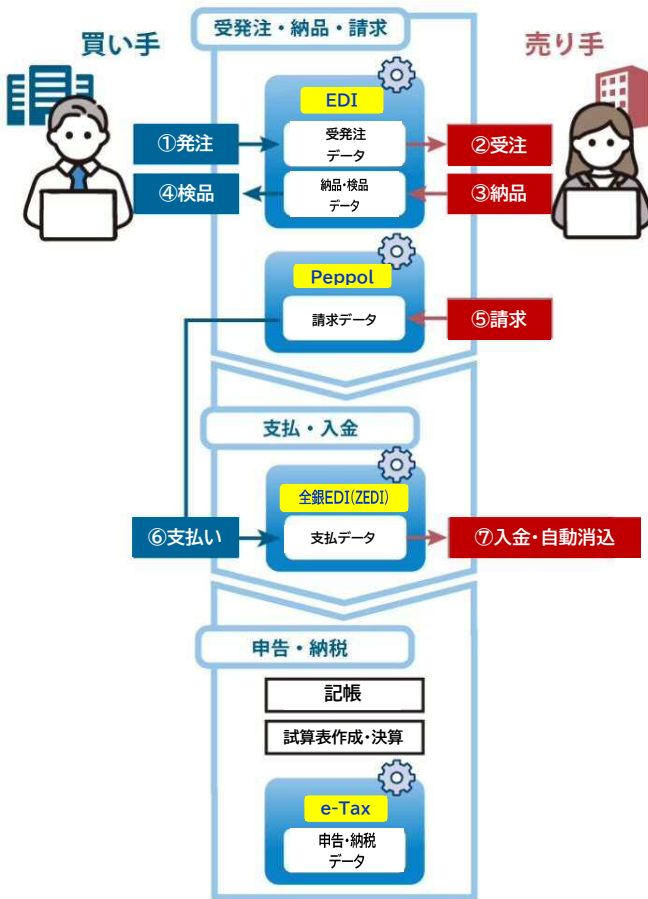 受発注・納品・請求
買い手
売り手
EDI
①発注
受発注
データ
②受注
④検品
納品・検品
データ
③納品
Peppol
請求データ
⑤請求
支払・入金
全銀EDI(ZEDI)
⑥支払い
支払データ
⑦入金・自動消込
申告・納税
記帳
試算表作成・決算
e-Tax
申告・納税
データ